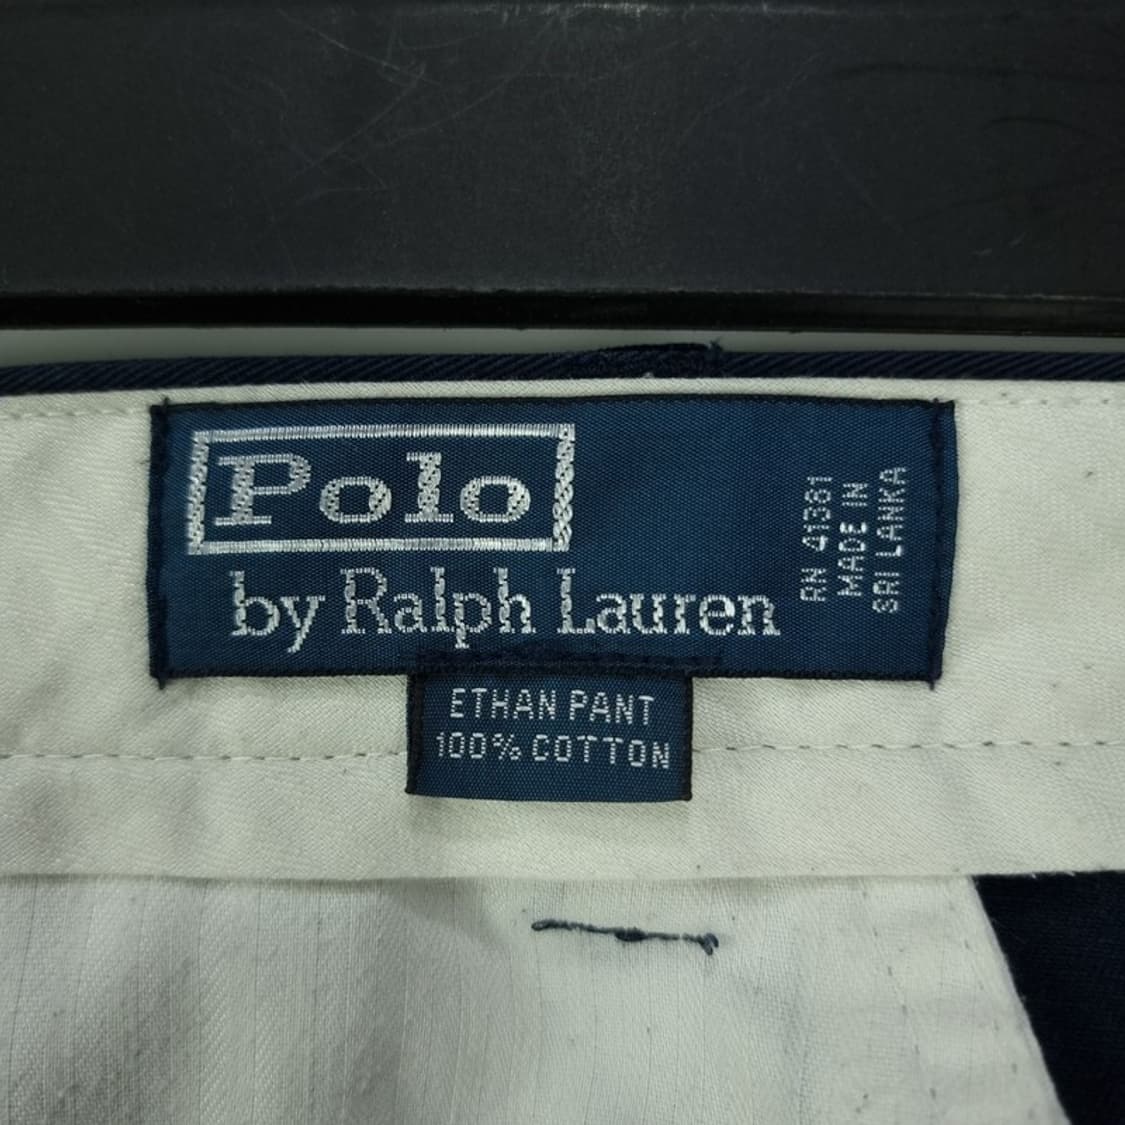 Polo
by Ralph Lauren
RN 41381
MADE IN
SRI LANKA
ETHAN PANT
100% COTTON